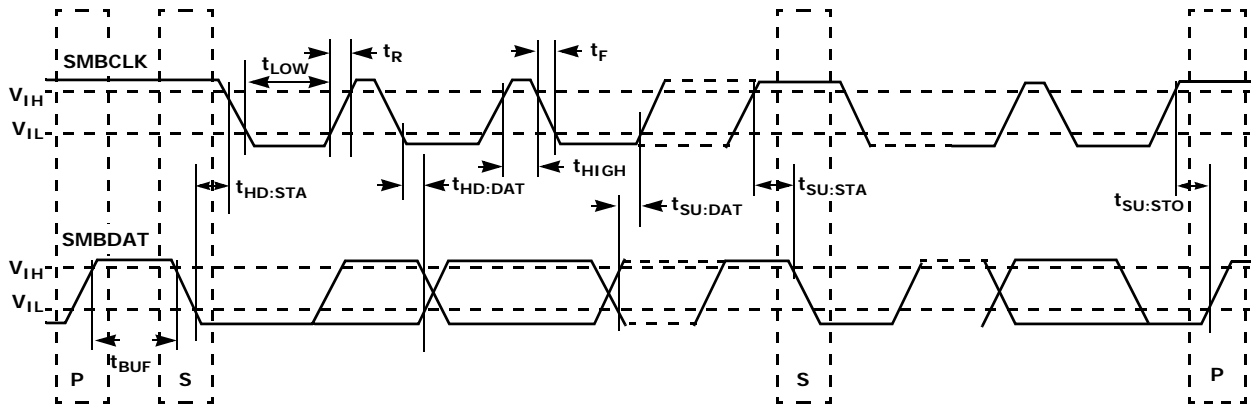 SMBCLK
tLOW
tR
tF
VIH
VIL
tHD:STA
tHD:DAT
tHIGH
tSU:DAT
tSU:STA
tSU:STO
SMBDAT
VIH
VIL
tBUF
P
S
S
P